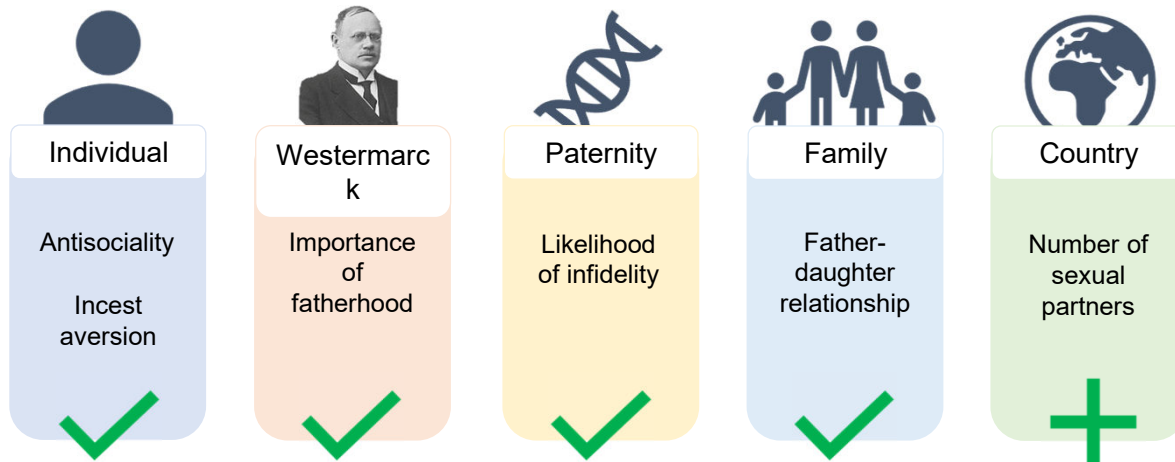 Individual
Antisociality
Incest
aversion
Westermarc
k
Importance
of
fatherhood
Paternity
Likelihood
of infidelity
Family
Father-
daughter
relationship
Country
Number of
sexual
partners